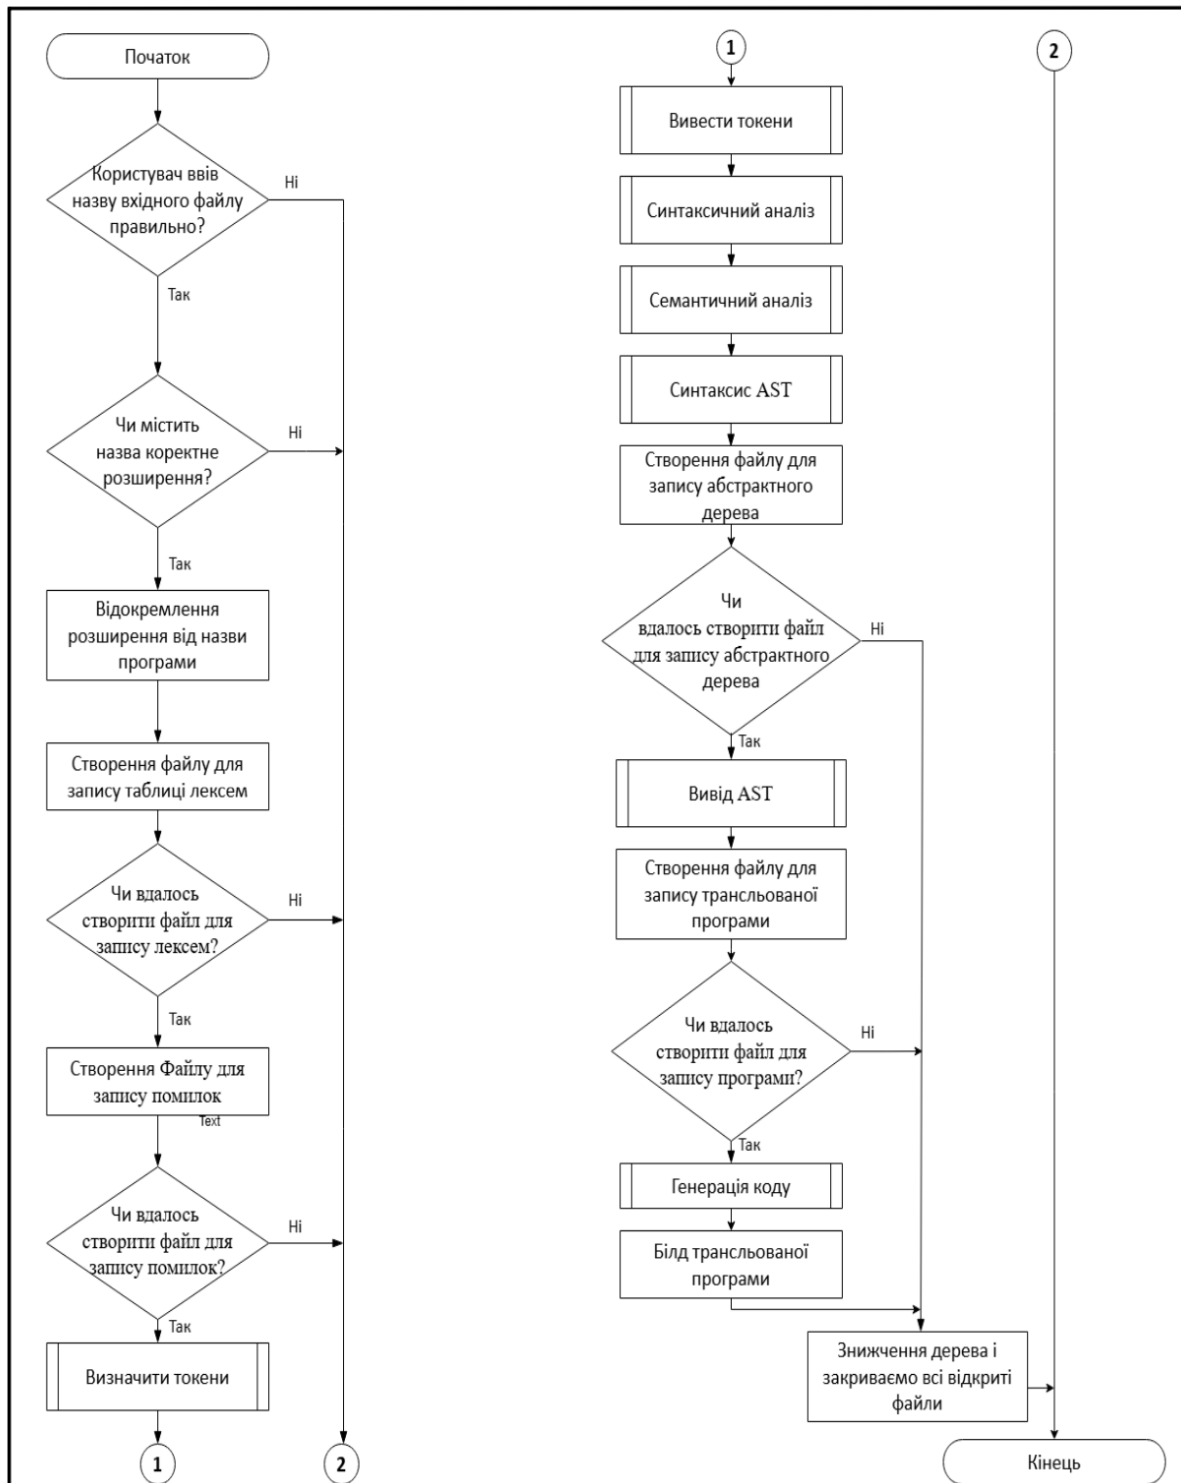 Початок
Користувач ввів
назву вхідного файлу
правильно?
Ні
Так
Чи містить
назва коректне
розширення?
Ні
Так
Відокремлення
розширення від назви
програми
Створення файлу для
запису таблиці лексем
Чи вдалось
створити файл для
запису лексем?
Ні
Так
Створення Файлу для
запису помилок
Text
Чи вдалось
створити файл для
запису помилок?
Ні
Так
Визначити токени
1
2
1
Вивести токени
Синтаксичний аналіз
Семантичний аналіз
Синтаксис AST
Створення файлу для
запису абстрактного
дерева
Чи
вдалось створити файл
для запису абстрактного
дерева
Ні
Так
Вивід AST
Створення файлу для
запису трансльованої
програми
Чи вдалось
створити файл для
запису програми?
Ні
Так
Генерація коду
Білд трансльованої
програми
Знижчення дерева і
закриваємо всі відкриті
файли
2
Кінець